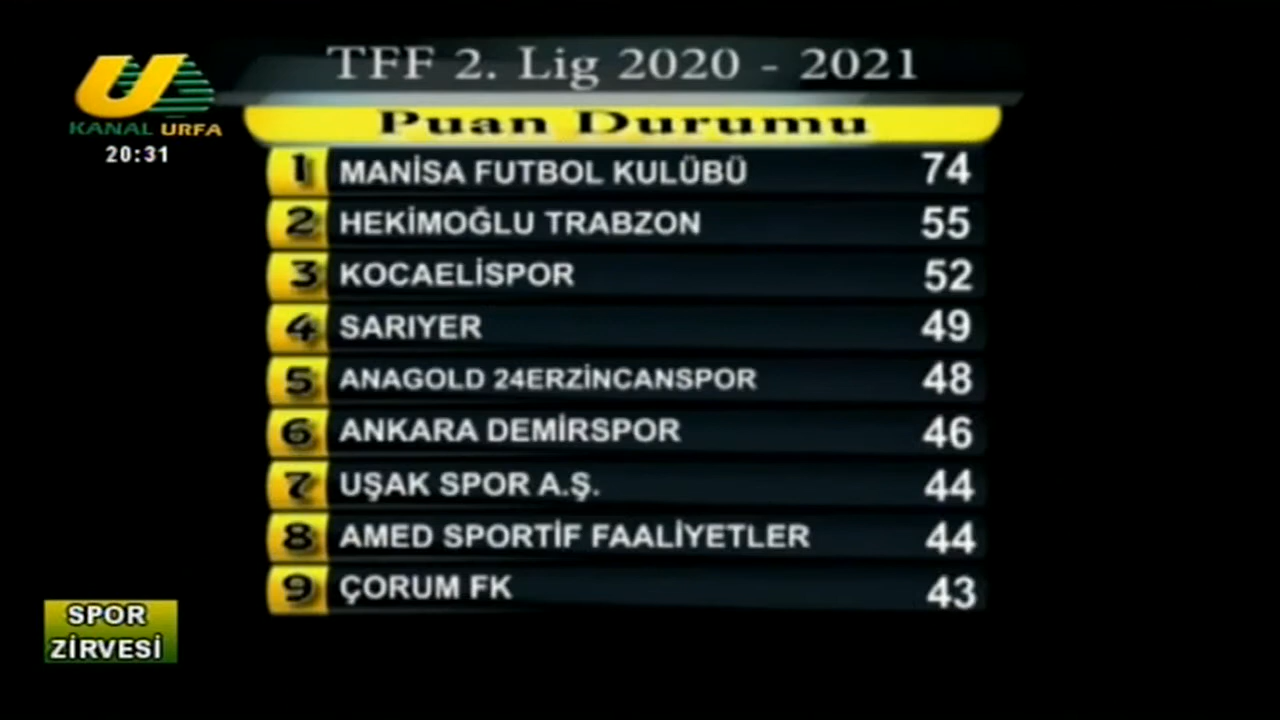 TFF 2. Lig 2020 - 2021
KANAL URFA
20:31
Puan Durumu
1 MANİSA FUTBOL KULÜBÜ 74
2 HEKİMOĞLU TRABZON 55
3 KOCAELİSPOR 52
4 SARIYER 49
5 ANAGOLD 24ERZİNCANSPOR 48
6 ANKARA DEMİRSPOR 46
7 UŞAK SPOR A.Ş. 44
8 AMED SPORTİF FAALİYETLER 44
9 ÇORUM FK 43
SPOR
ZİRVESİ